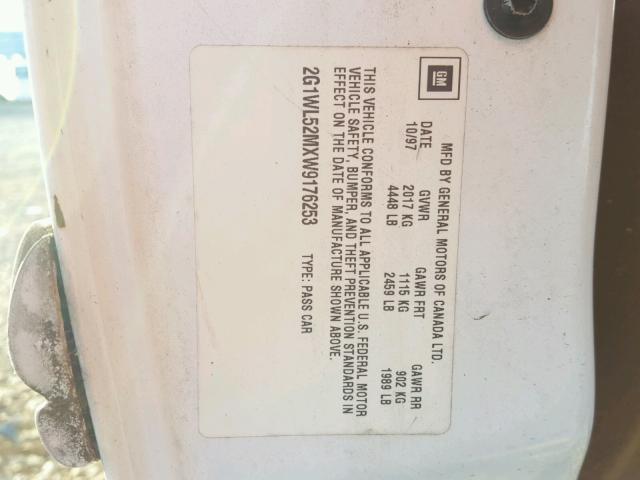 GM
MFD BY GENERAL MOTORS OF CANADA LTD.
DATE GVWR GAWR FRT GAWR RR
10/97 2017 KG 1115 KG 902 KG
4448 LB 2459 LB 1989 LB
THIS VEHICLE CONFORMS TO ALL APPLICABLE U.S. FEDERAL MOTOR
VEHICLE SAFETY, BUMPER, AND THEFT PREVENTION STANDARDS IN
EFFECT ON THE DATE OF MANUFACTURE SHOWN ABOVE.
2G1WL52MXW9176253 TYPE: PASS CAR